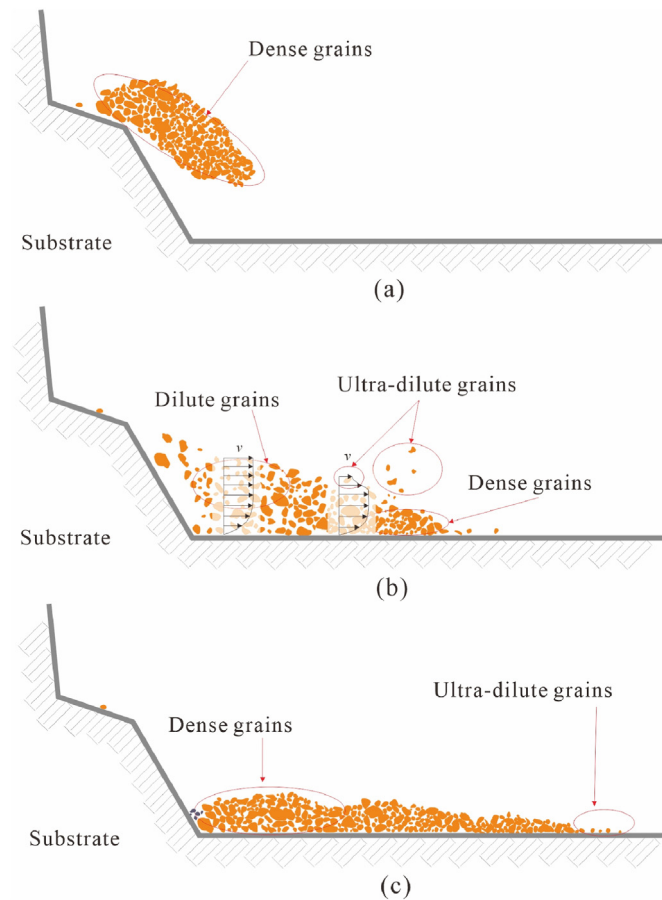 Dense grains
Substrate
(a)
Ultra-dilute grains
Dilute grains
v
v
Dense grains
Substrate
(b)
Ultra-dilute grains
Dense grains
Substrate
(c)